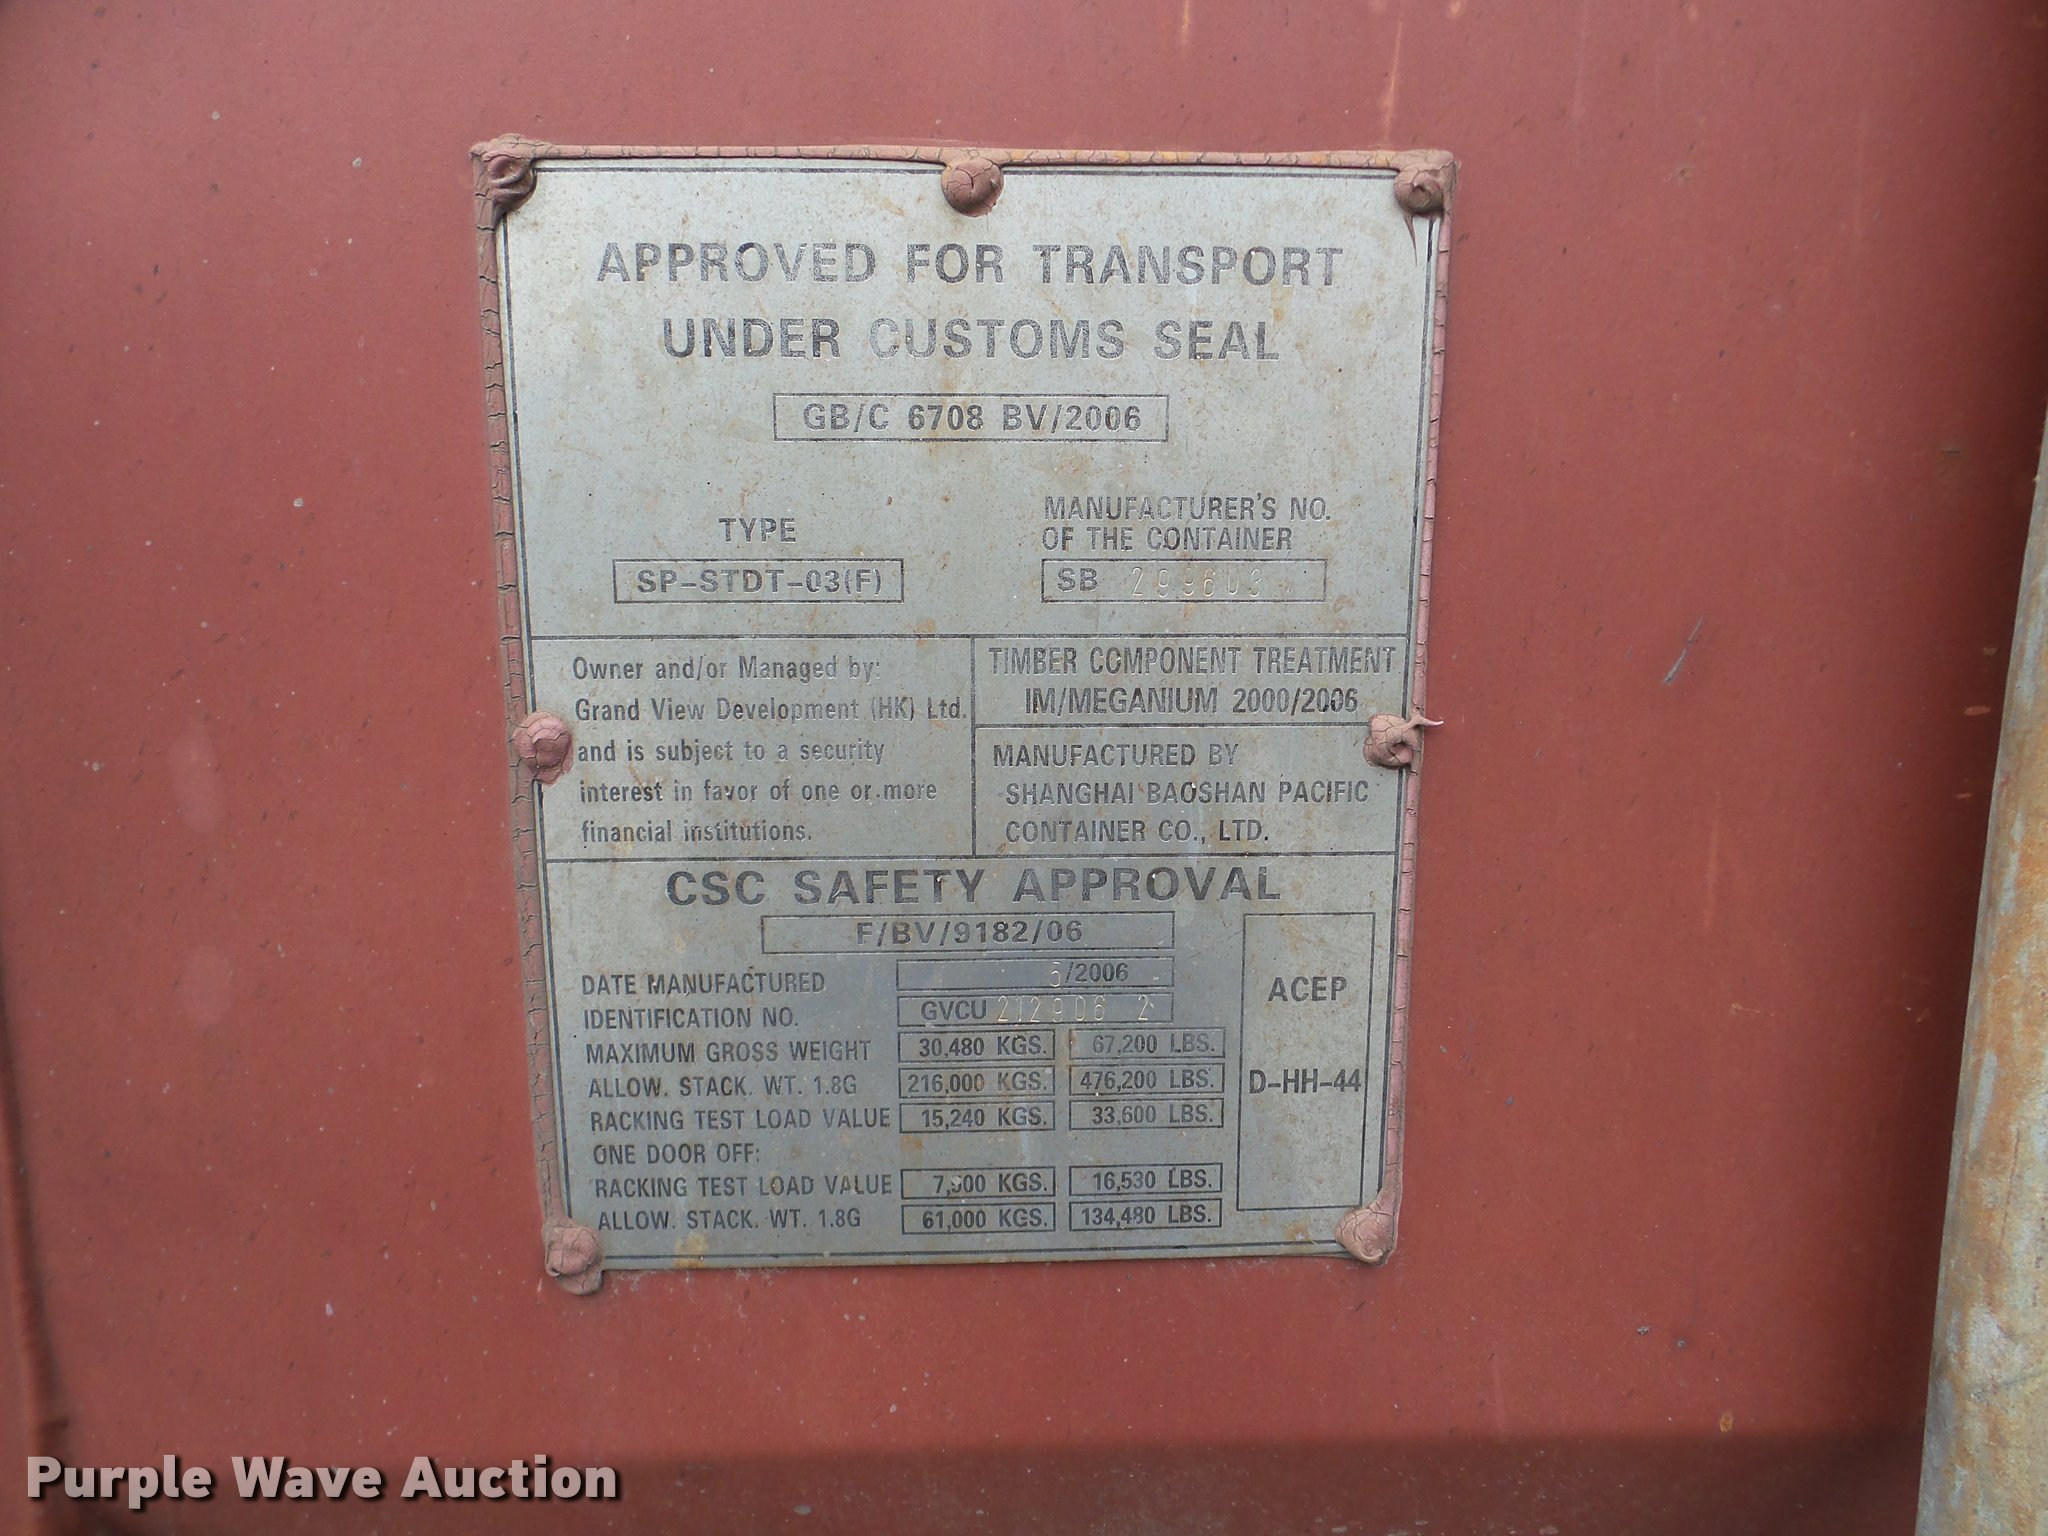 APPROVED FOR TRANSPORT
UNDER CUSTOMS SEAL
GB/C 6708 BV/2006
TYPE
SP-STDT-03(F)
MANUFACTURER'S NO.
OF THE CONTAINER
SB 299603
Owner and/or Managed by:
Grand View Development (HK) Ltd.
and is subject to a security
interest in favor of one or more
financial institutions.
TIMBER COMPONENT TREATMENT
IM/MEGANIUM 2000/2006
MANUFACTURED BY
SHANGHAI BAOSHAN PACIFIC
CONTAINER CO., LTD.
CSC SAFETY APPROVAL
F/BV/9182/06
DATE MANUFACTURED /2006
IDENTIFICATION NO. GVCU 212906 2
MAXIMUM GROSS WEIGHT 30,480 KGS. 67,200 LBS.
ALLOW. STACK. WT. 1.8G 216,000 KGS. 476,200 LBS.
RACKING TEST LOAD VALUE 15,240 KGS. 33,600 LBS.
ONE DOOR OFF:
RACKING TEST LOAD VALUE 7,500 KGS. 16,530 LBS.
ALLOW. STACK. WT. 1.8G 61,000 KGS. 134,480 LBS.
ACEP
D-HH-44
Purple Wave Auction